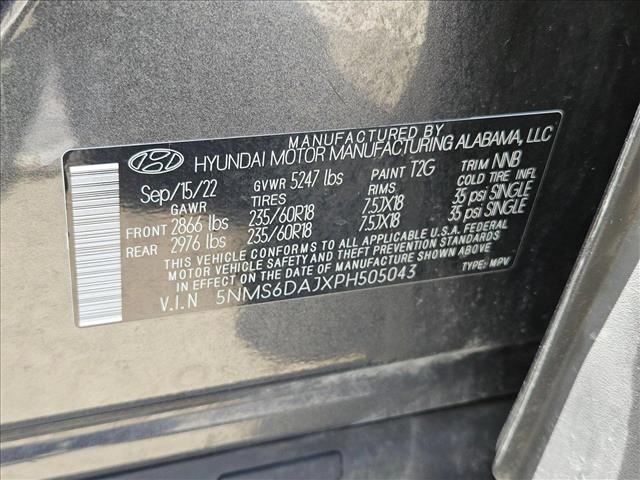 MANUFACTURED BY
HYUNDAI MOTOR MANUFACTURING ALABAMA, LLC
Sep/15/22 GVWR 5247 lbs PAINT T2G TRIM NNB
GAWR TIRES RIMS COLD TIRE INFL
FRONT 2866 lbs 235/60R18 7.5JX18 35 psi SINGLE
REAR 2976 lbs 235/60R18 7.5JX18 35 psi SINGLE
THIS VEHICLE CONFORMS TO ALL APPLICABLE U.S.A. FEDERAL
MOTOR VEHICLE SAFETY AND THEFT PREVENTION STANDARDS
IN EFFECT ON THE DATE OF MANUFACTURE SHOWN ABOVE.
V.I.N 5NMS6DAJXPH505043 TYPE: MPV